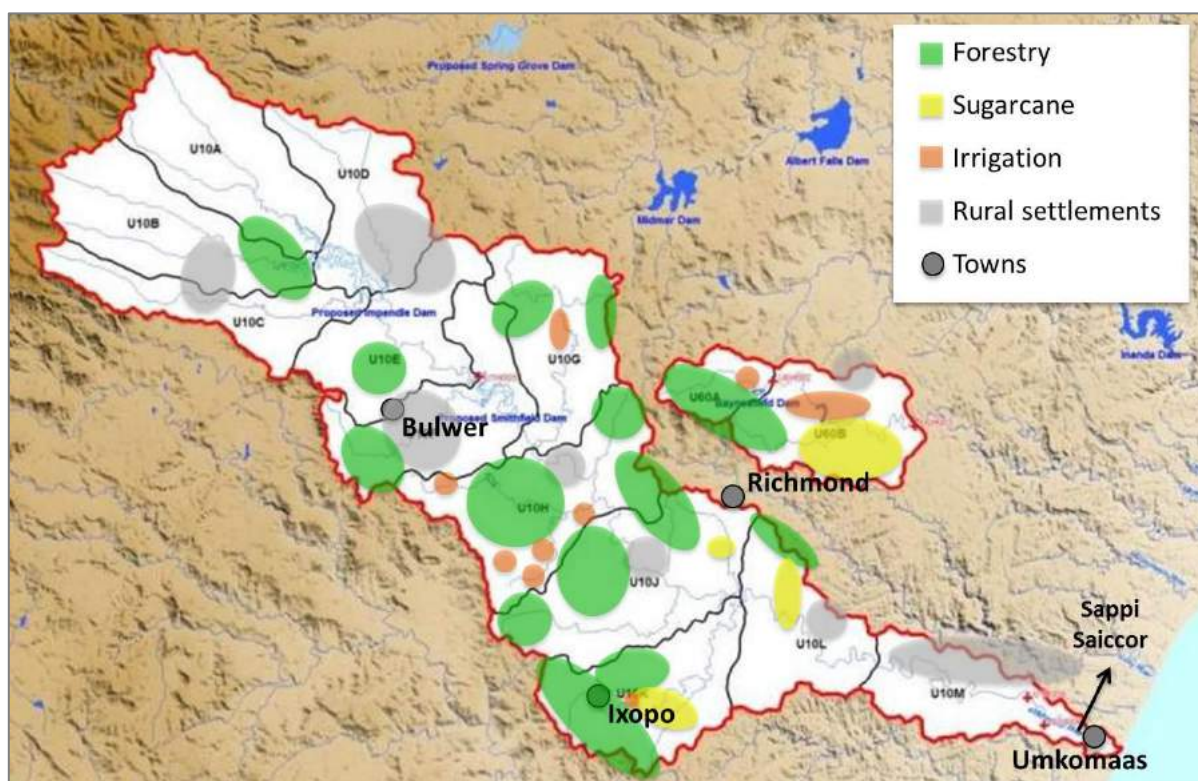 Forestry
Sugarcane
Irrigation
Rural settlements
Towns
Proposed Spring Grove Dam
Albert Falls Dam
Midmar Dam
Inanda Dam
U10A
U10D
U10B
U10C
Proposed Impendle Dam
U10G
U10E
Proposed Smithfield Dam
Bulwer
U60A
Baynesfield Dam
U60B
Richmond
U10H
U10J
U10L
Sappi
Saiccor
U10M
Ixopo
Umkomaas